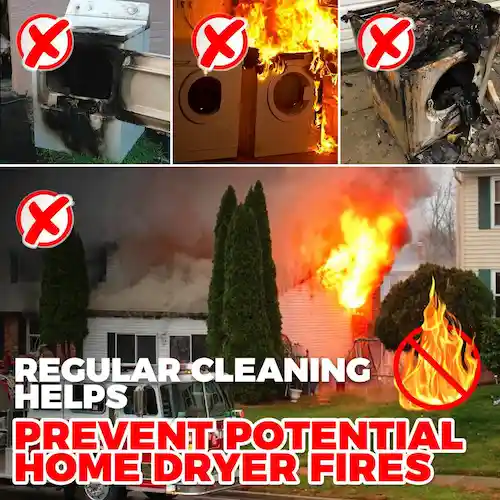 REGULAR CLEANING
HELPS
PREVENT POTENTIAL
HOME DRYER FIRES